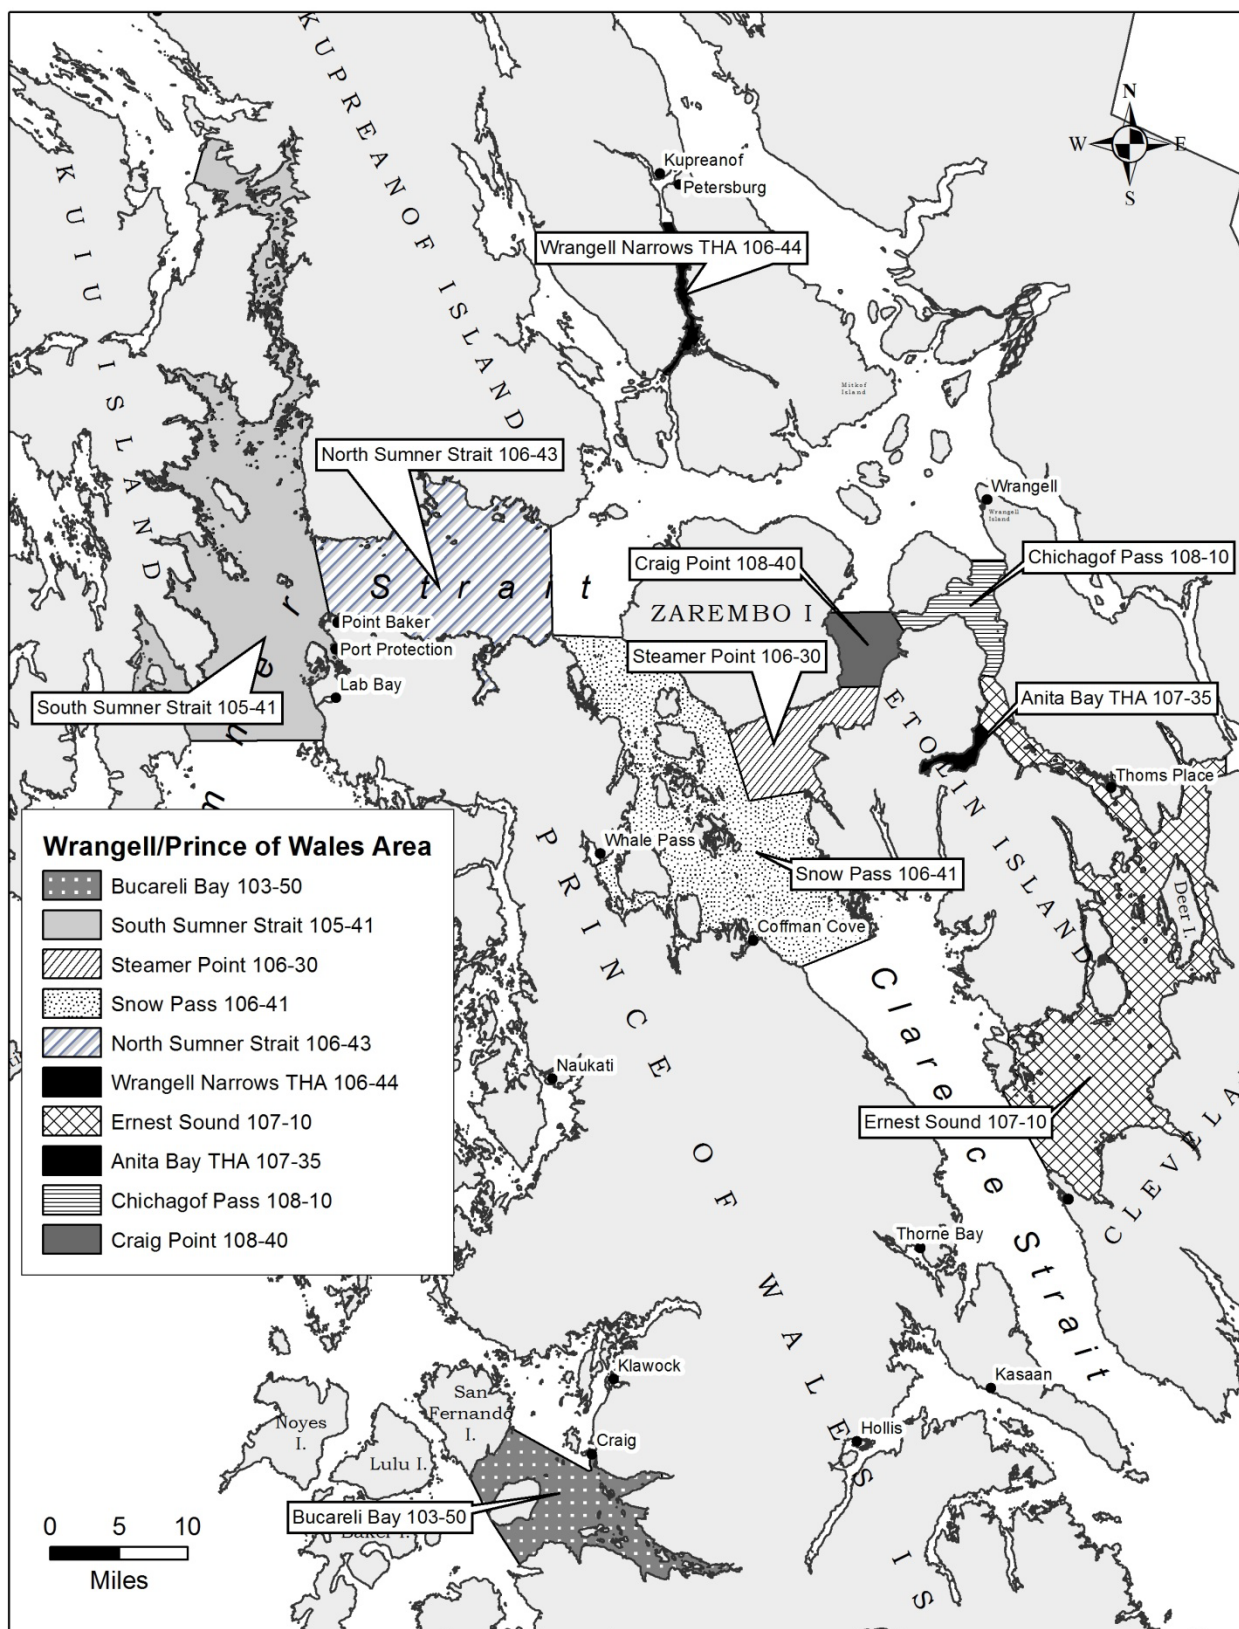 KUPREANOF ISLAND
KUIU ISLAND
N
W E
S
Kupreanof
Petersburg
Wrangell Narrows THA 106-44
Mitkof
Island
North Sumner Strait 106-43
Wrangell
Wrangell
Island
Craig Point 108-40
Chichagof Pass 108-10
Strait
ZAREMBO I
Point Baker
Port Protection
Steamer Point 106-30
Lab Bay
South Sumner Strait 105-41
Anita Bay THA 107-35
ETOLIN ISLAND
Thoms Place
Whale Pass
Snow Pass 106-41
Deer I.
Coffman Cove
PRINCE OF WALES IS
Clarence Strait
Naukati
Ernest Sound 107-10
CLEVELA
Thorne Bay
Klawock
Kasaan
Craig
Hollis
San
Fernando
I.
Noyes
I.
Lulu I.
Baker I.
Bucareli Bay 103-50
Wrangell/Prince of Wales Area
Bucareli Bay 103-50
South Sumner Strait 105-41
Steamer Point 106-30
Snow Pass 106-41
North Sumner Strait 106-43
Wrangell Narrows THA 106-44
Ernest Sound 107-10
Anita Bay THA 107-35
Chichagof Pass 108-10
Craig Point 108-40
0 5 10
Miles